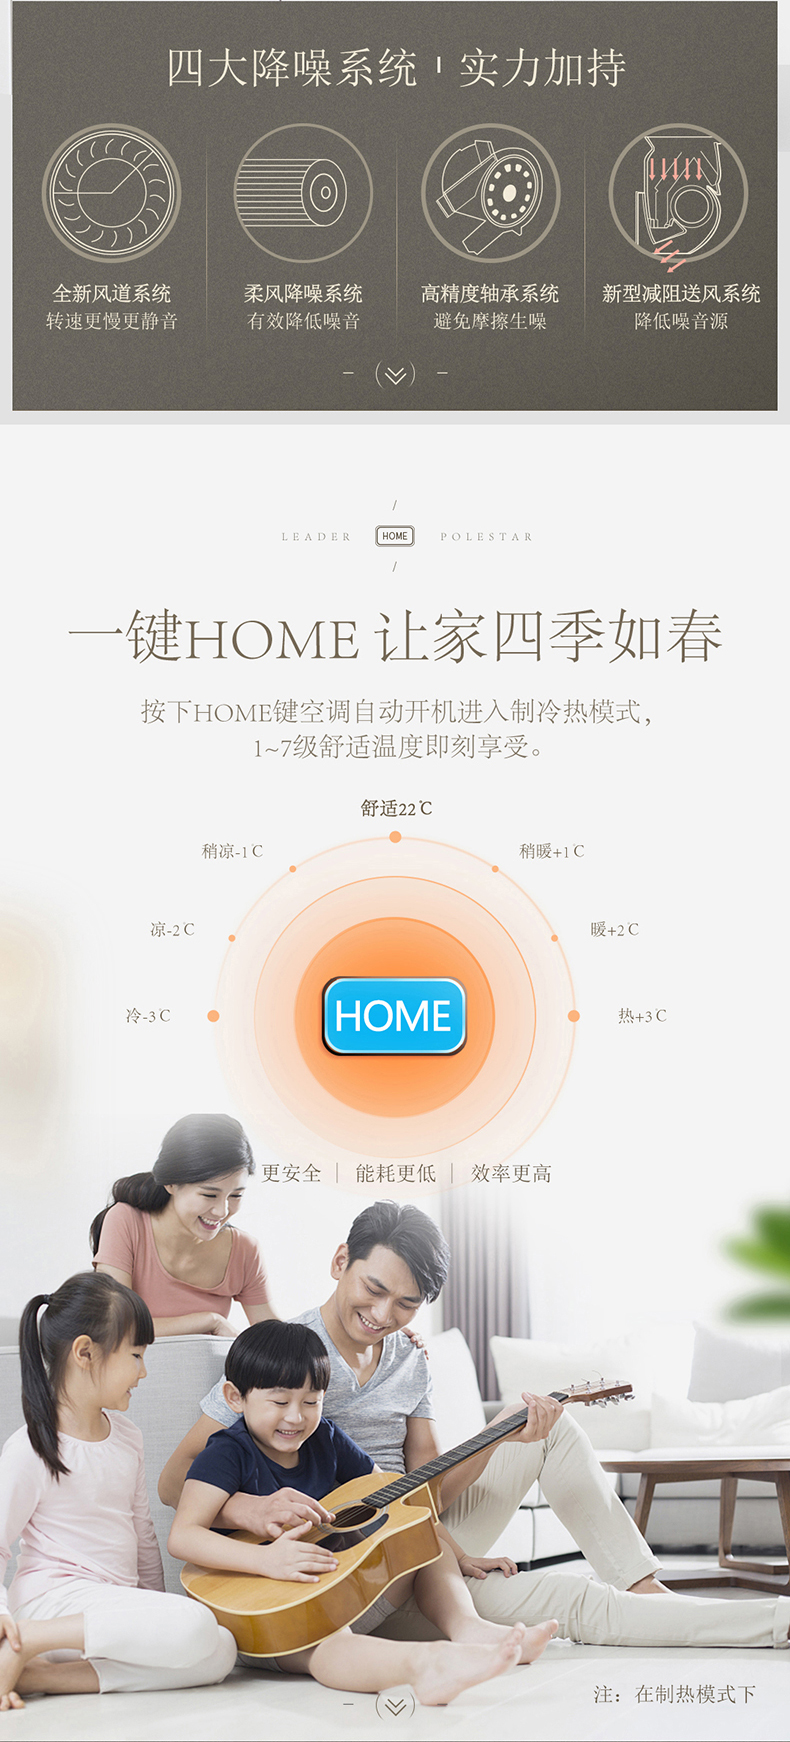 四大降噪系统 | 实力加持
全新风道系统
转速更慢更静音
柔风降噪系统
有效降低噪音
高精度轴承系统
避免摩擦生噪
新型减阻送风系统
降低噪音源
/
LEADER HOME POLESTAR
/
一键HOME 让家四季如春
按下HOME键空调自动开机进入制冷热模式，
1~7级舒适温度即刻享受。
舒适22℃
稍凉-1℃
稍暖+1℃
凉-2℃
暖+2℃
冷-3℃
热+3℃
HOME
更安全 | 能耗更低 | 效率更高
注：在制热模式下